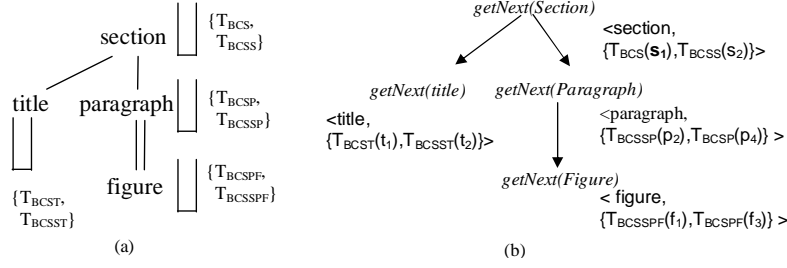 section
{T_BCS,
T_BCSS}
title
paragraph
{T_BCSP,
T_BCSSP}
figure
{T_BCSPF,
T_BCSSPF}
{T_BCST,
T_BCSST}
(a)
getNext(Section)
<section,
{T_BCS(s₁),T_BCSS(s₂)}>
getNext(title)
getNext(Paragraph)
<title,
{T_BCST(t₁),T_BCSST(t₂)}>
<paragraph,
{T_BCSSP(p₂),T_BCSP(p₄)} >
getNext(Figure)
< figure,
{T_BCSSPF(f₁),T_BCSPF(f₃)} >
(b)